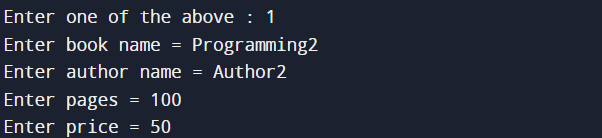 Enter one of the above : 1
Enter book name = Programming2
Enter author name = Author2
Enter pages = 100
Enter price = 50